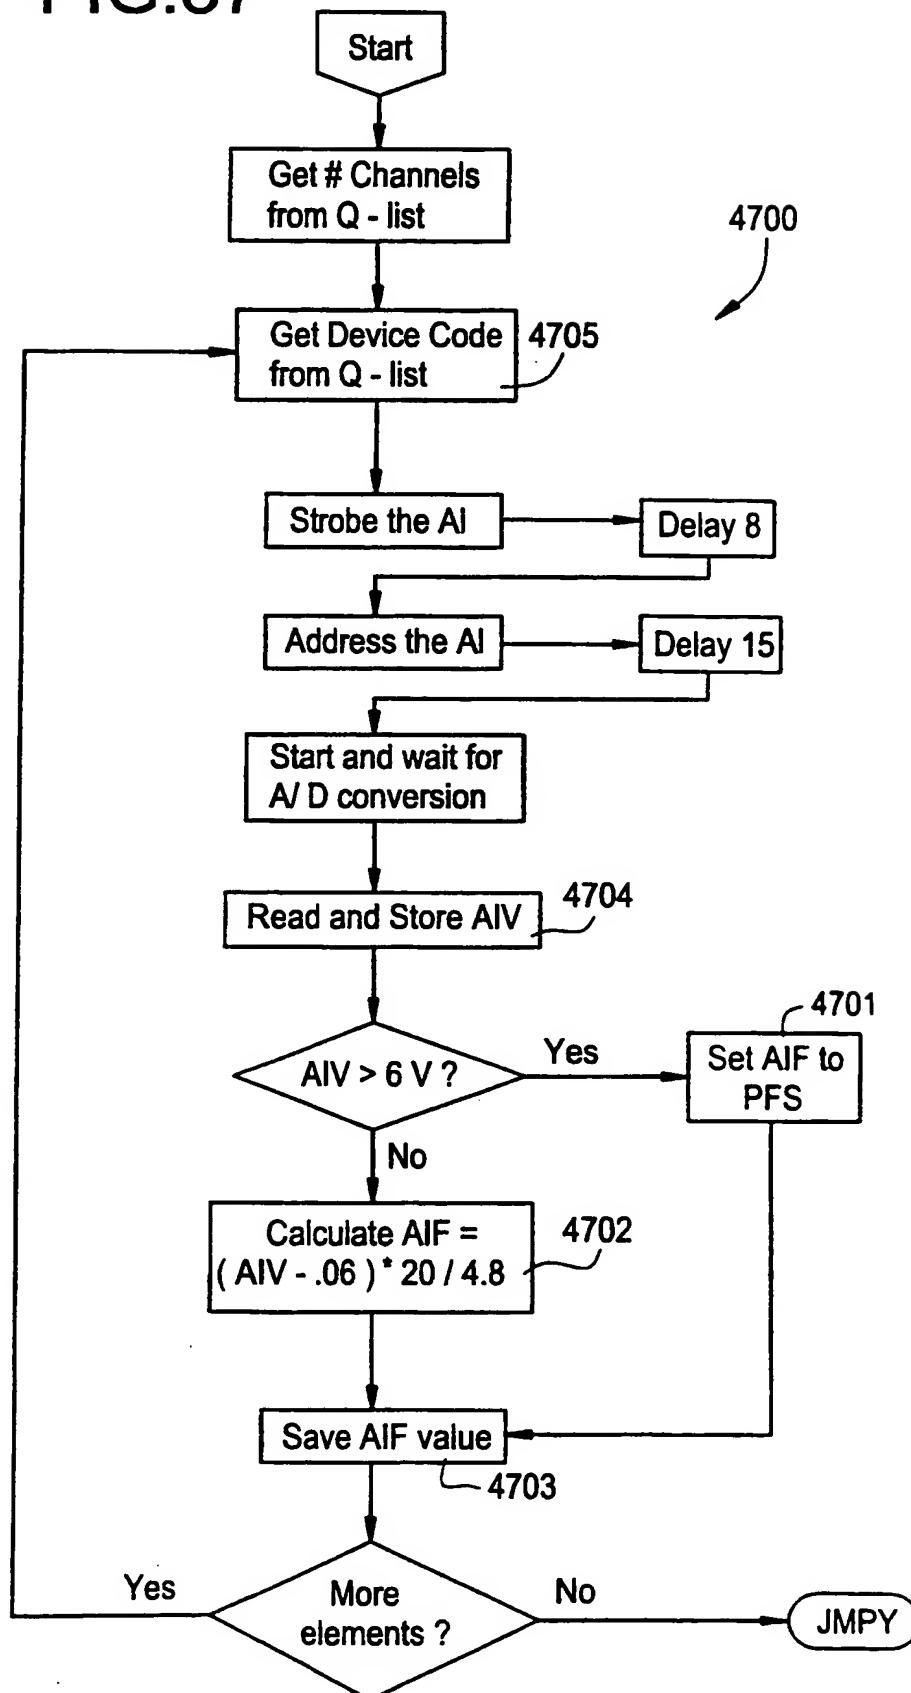 Start
Get # Channels
from Q - list
4700
Get Device Code
from Q - list
4705
Strobe the AI
Delay 8
Address the AI
Delay 15
Start and wait for
A/ D conversion
Read and Store AIV
4704
AIV > 6 V ?
Yes
4701
Set AIF to
PFS
No
Calculate AIF =
( AIV - .06 ) * 20 / 4.8
4702
Save AIF value
4703
Yes
More
elements ?
No
JMPY